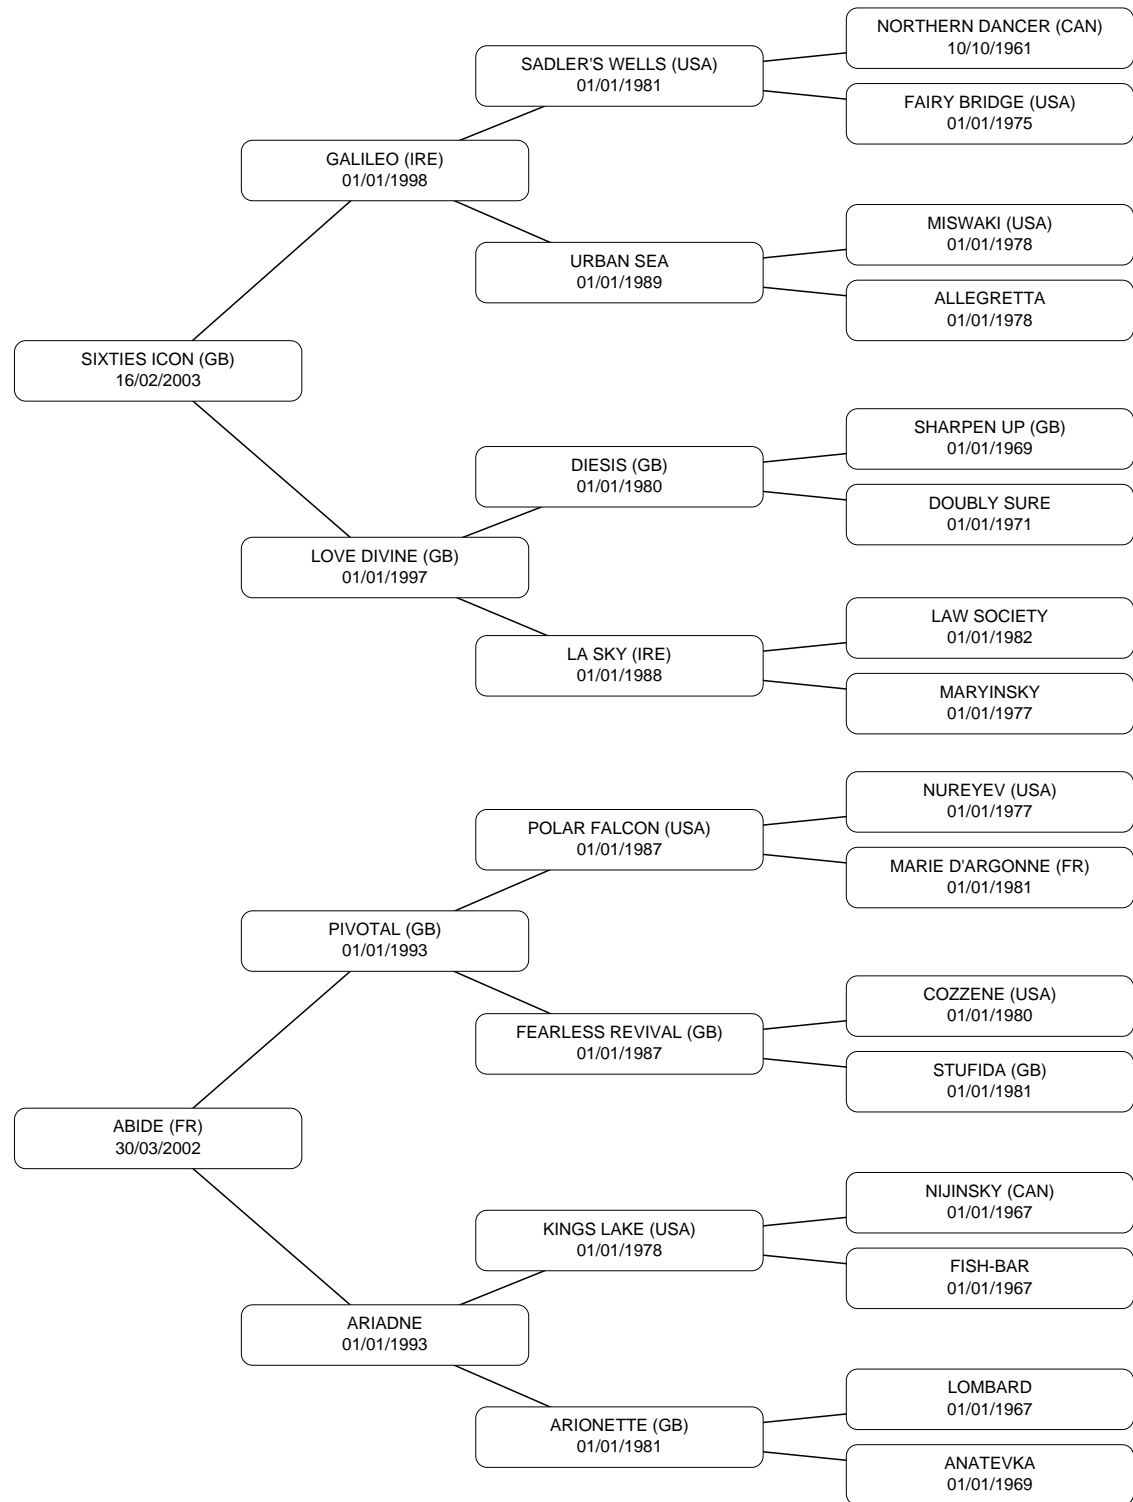 NORTHERN DANCER (CAN)
10/10/1961
SADLER'S WELLS (USA)
01/01/1981
FAIRY BRIDGE (USA)
01/01/1975
GALILEO (IRE)
01/01/1998
MISWAKI (USA)
01/01/1978
URBAN SEA
01/01/1989
ALLEGRETTA
01/01/1978
SIXTIES ICON (GB)
16/02/2003
SHARPEN UP (GB)
01/01/1969
DIESIS (GB)
01/01/1980
DOUBLY SURE
01/01/1971
LOVE DIVINE (GB)
01/01/1997
LAW SOCIETY
01/01/1982
LA SKY (IRE)
01/01/1988
MARYINSKY
01/01/1977
NUREYEV (USA)
01/01/1977
POLAR FALCON (USA)
01/01/1987
MARIE D'ARGONNE (FR)
01/01/1981
PIVOTAL (GB)
01/01/1993
COZZENE (USA)
01/01/1980
FEARLESS REVIVAL (GB)
01/01/1987
STUFIDA (GB)
01/01/1981
ABIDE (FR)
30/03/2002
NIJINSKY (CAN)
01/01/1967
KINGS LAKE (USA)
01/01/1978
FISH-BAR
01/01/1967
ARIADNE
01/01/1993
LOMBARD
01/01/1967
ARIONETTE (GB)
01/01/1981
ANATEVKA
01/01/1969